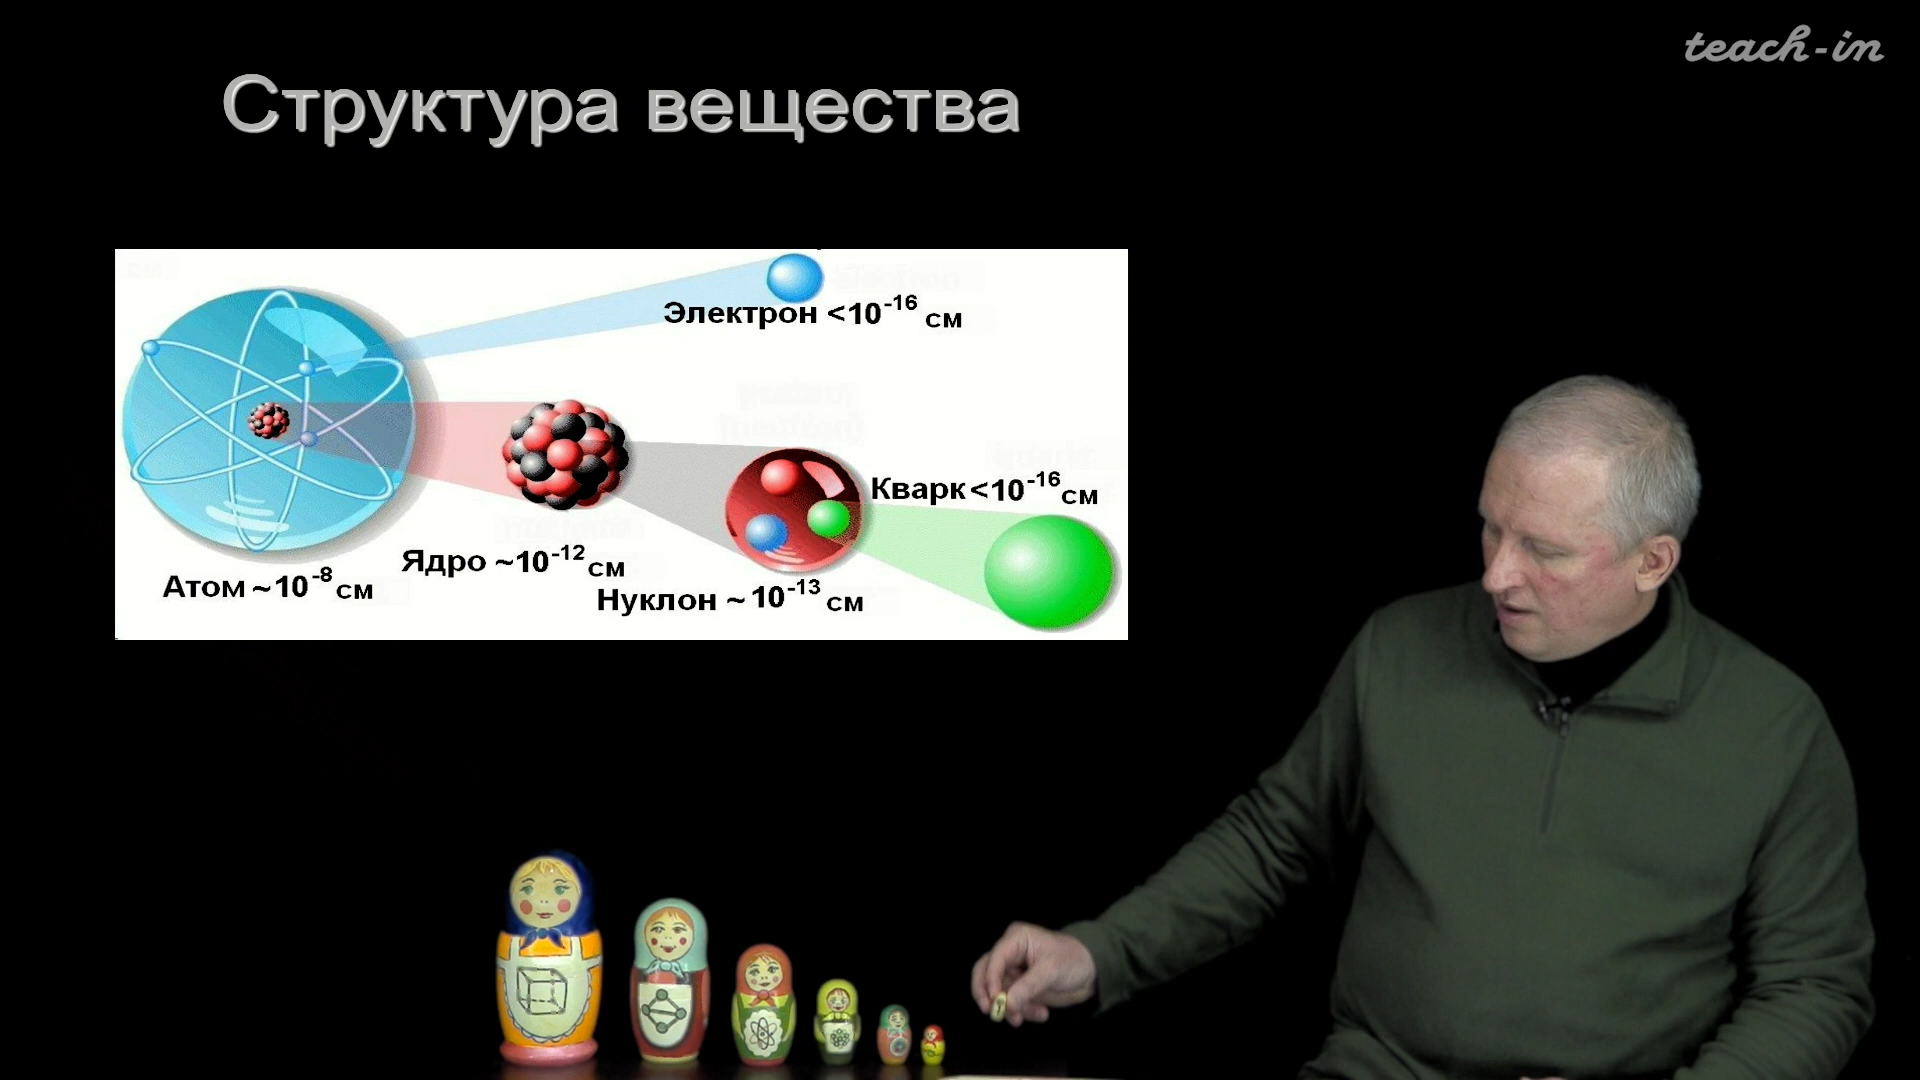 teach-in
Структура вещества
Электрон <10⁻¹⁶ см
Кварк <10⁻¹⁶ см
Ядро ~10⁻¹² см
Атом ~10⁻⁸ см
Нуклон ~10⁻¹³ см